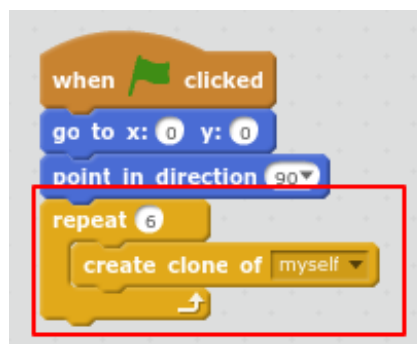 when clicked
go to x: 0 y: 0
point in direction 90
repeat 6
create clone of myself